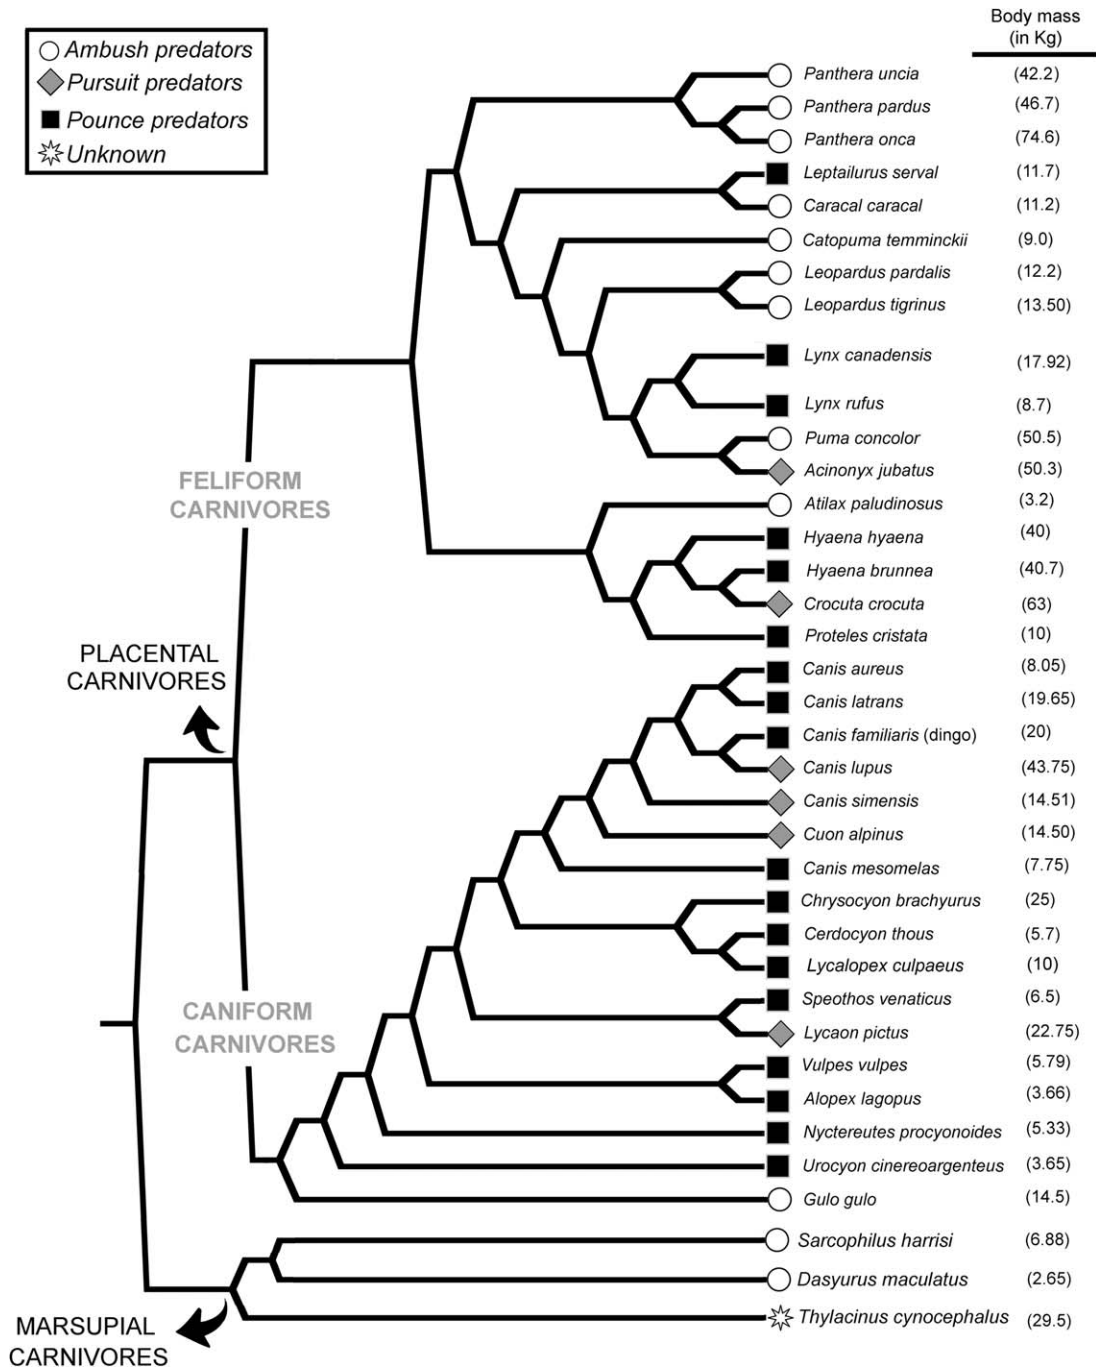 Body mass
(in Kg)
Ambush predators
Pursuit predators
Pounce predators
Unknown
Panthera uncia (42.2)
Panthera pardus (46.7)
Panthera onca (74.6)
Leptailurus serval (11.7)
Caracal caracal (11.2)
Catopuma temminckii (9.0)
Leopardus pardalis (12.2)
Leopardus tigrinus (13.50)
Lynx canadensis (17.92)
Lynx rufus (8.7)
Puma concolor (50.5)
Acinonyx jubatus (50.3)
FELIFORM
CARNIVORES
Atilax paludinosus (3.2)
Hyaena hyaena (40)
Hyaena brunnea (40.7)
Crocuta crocuta (63)
Proteles cristata (10)
PLACENTAL
CARNIVORES
Canis aureus (8.05)
Canis latrans (19.65)
Canis familiaris (dingo) (20)
Canis lupus (43.75)
Canis simensis (14.51)
Cuon alpinus (14.50)
Canis mesomelas (7.75)
Chrysocyon brachyurus (25)
Cerdocyon thous (5.7)
Lycalopex culpaeus (10)
Speothos venaticus (6.5)
CANIFORM
CARNIVORES
Lycaon pictus (22.75)
Vulpes vulpes (5.79)
Alopex lagopus (3.66)
Nyctereutes procyonoides (5.33)
Urocyon cinereoargenteus (3.65)
Gulo gulo (14.5)
Sarcophilus harrisi (6.88)
Dasyurus maculatus (2.65)
Thylacinus cynocephalus (29.5)
MARSUPIAL
CARNIVORES